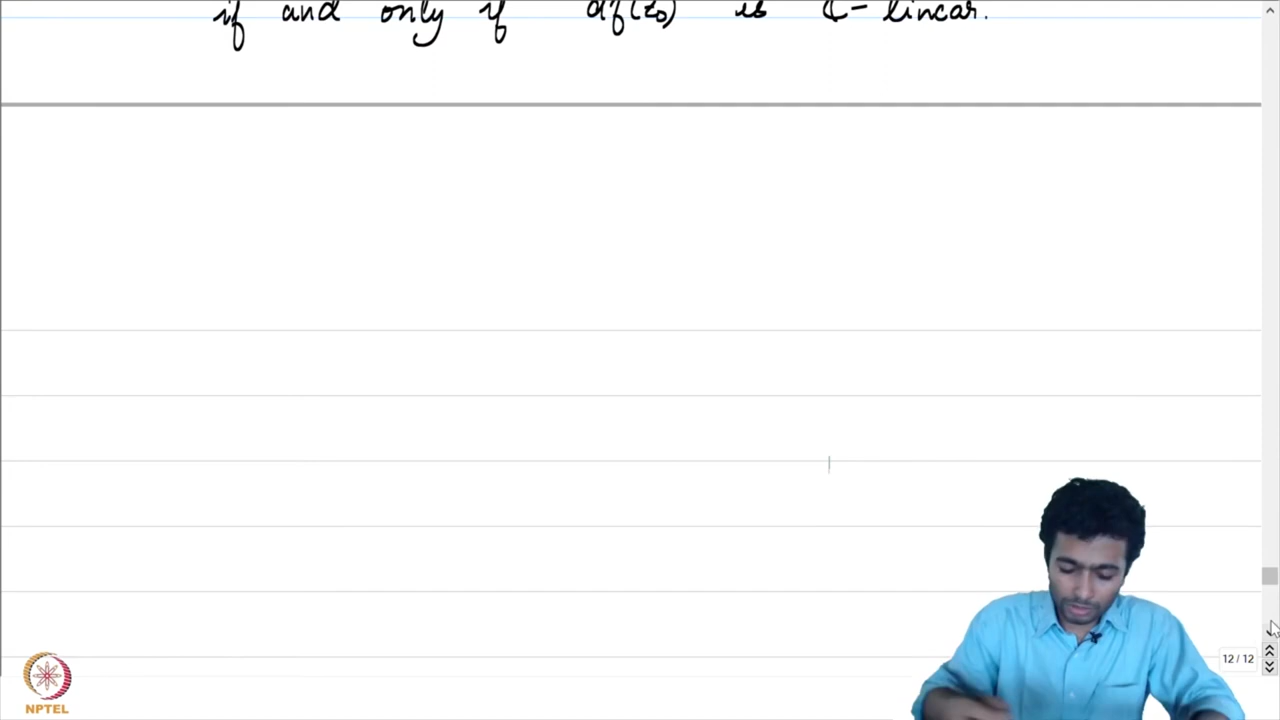 if and only if df(z₀) is ℂ- linear.
12 / 12
NPTEL